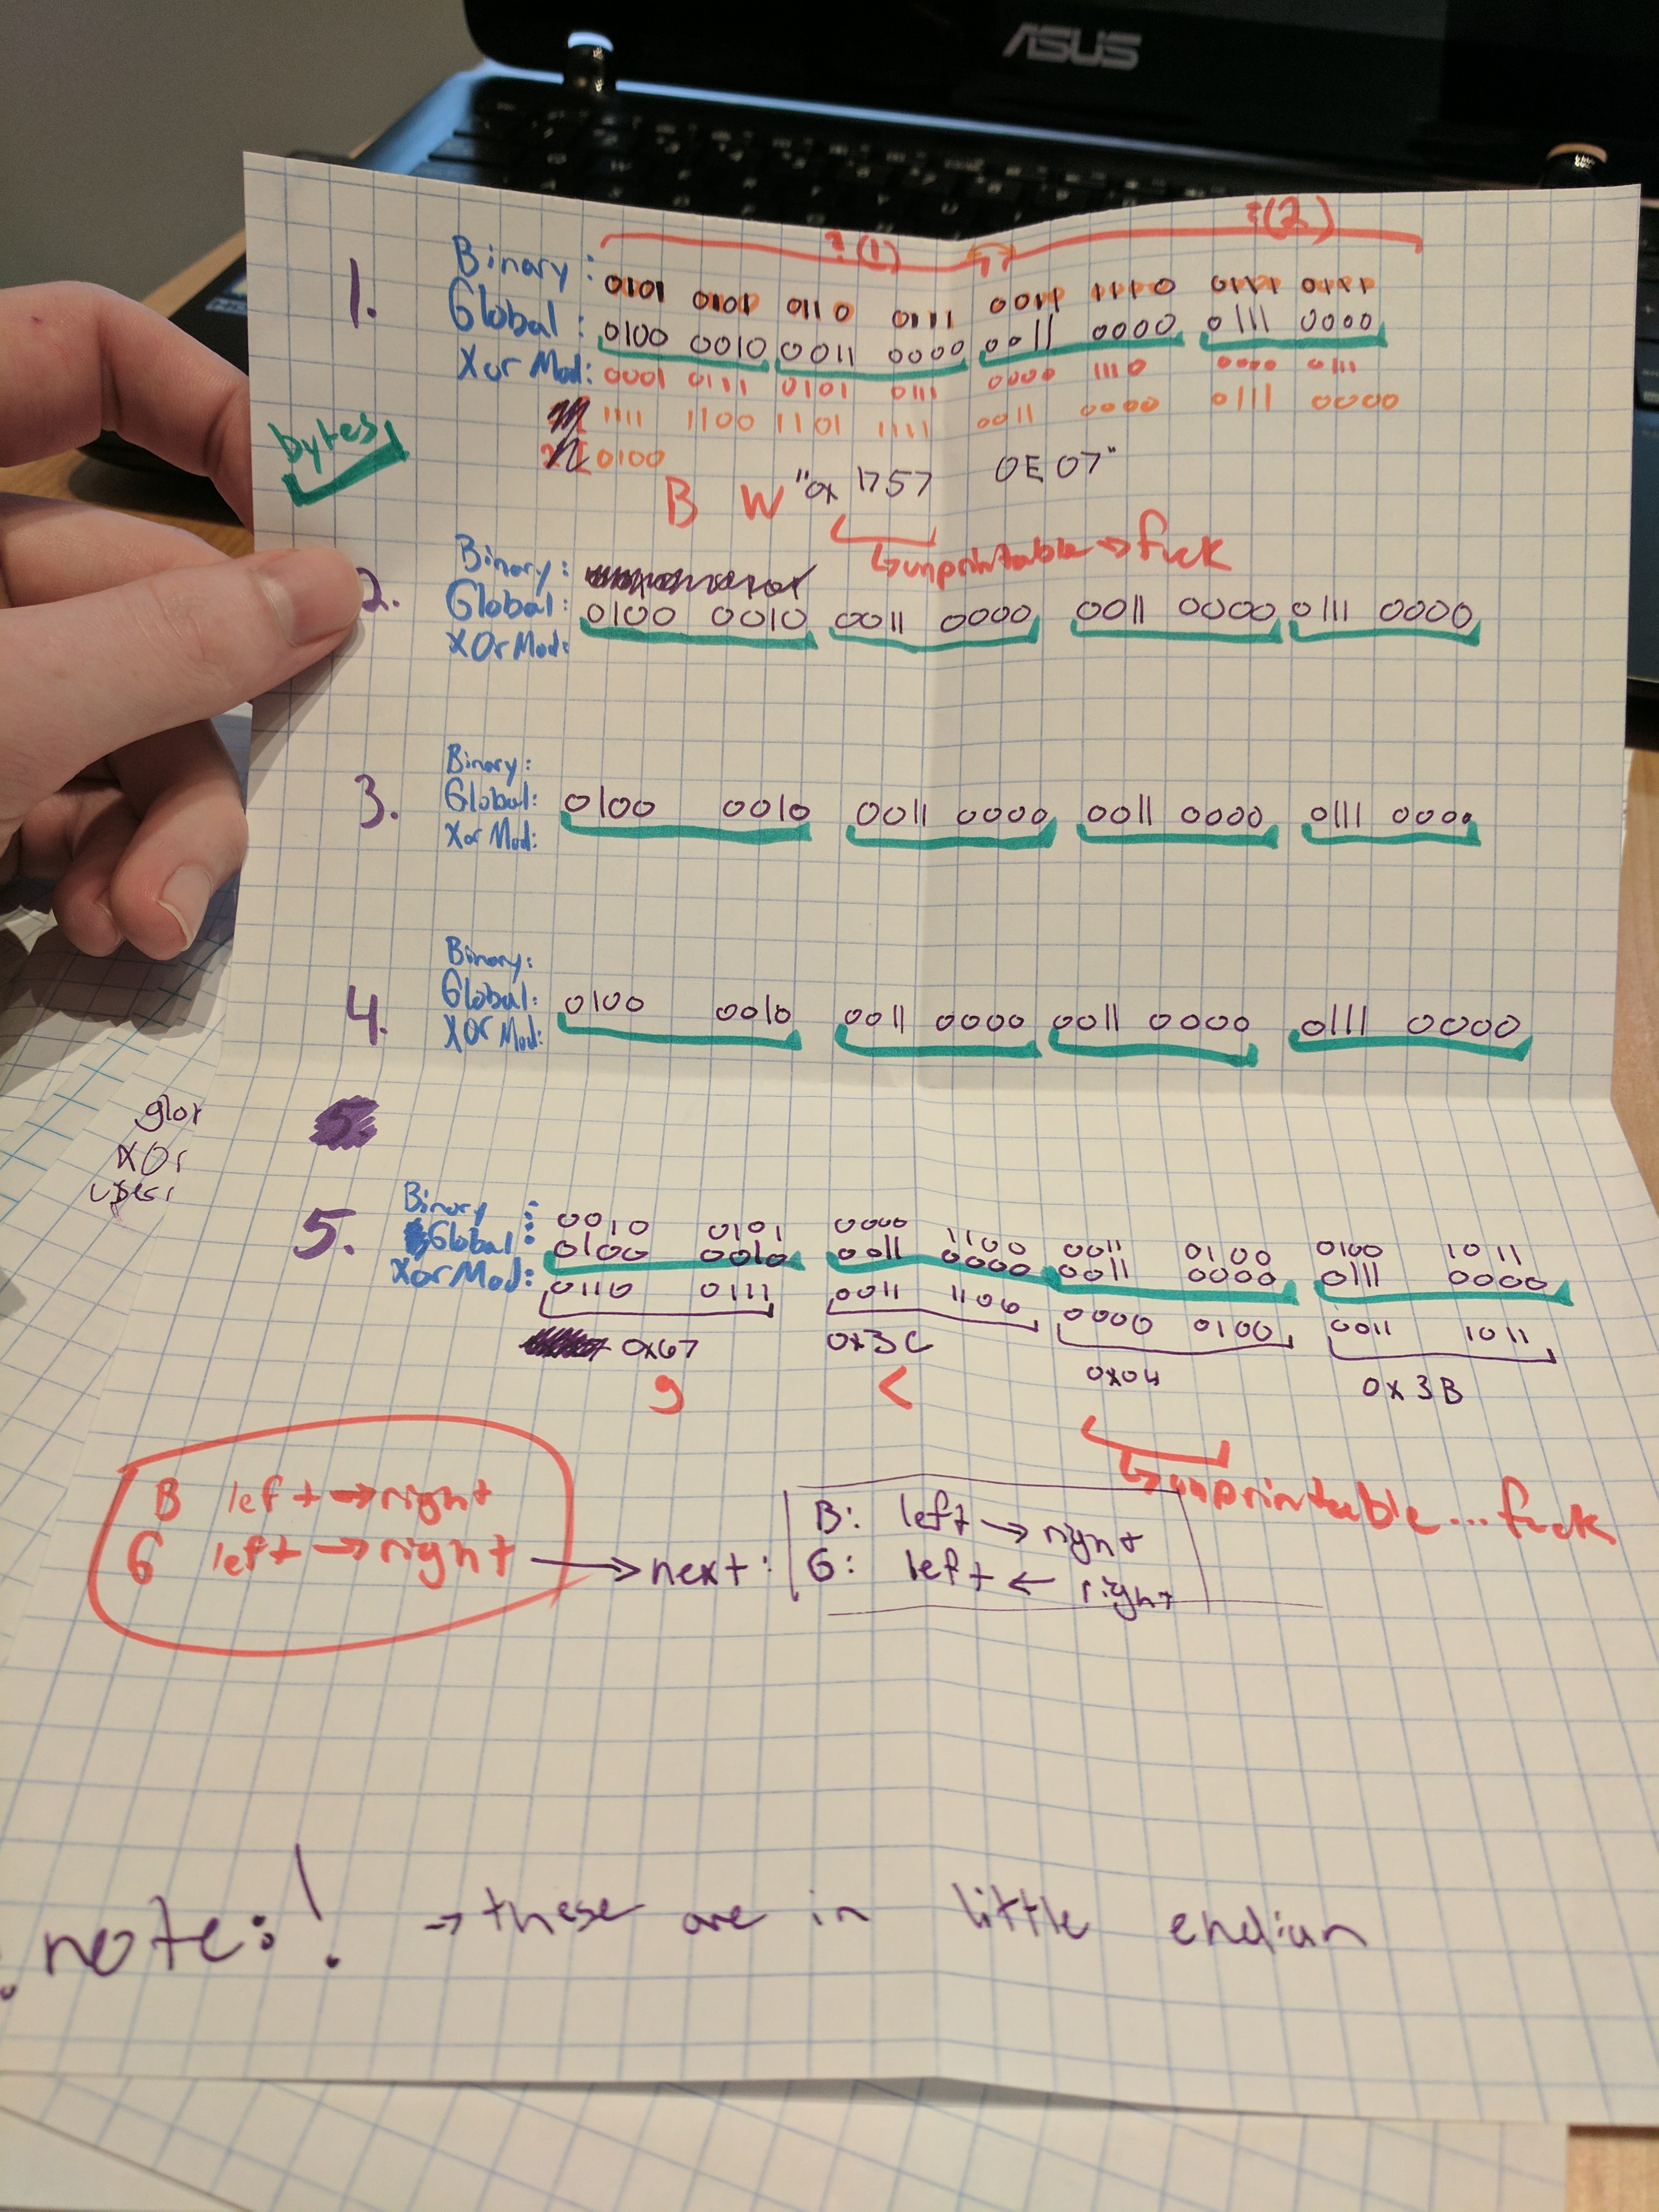 ASUS
?(1) ?(2)
1.
Binary: 0101 0101 0110 0111 0011 1110 0111 0111
Global: 0100 0010 0011 0000 0011 0000 0111 0000
Xor Mod: 0001 0111 0101 0111 0000 1110 0000 0111
1111 1100 1101 1111 0011 0000 0111 0000
0100
bytes
B W "0x 1757 0E 07"
↳unprintable → fuck
2.
Binary:
Global: 0100 0010 0011 0000 0011 0000 0111 0000
XOr Mod:
3.
Binary:
Global: 0100 0010 0011 0000 0011 0000 0111 0000
Xor Mod:
4.
Binary:
Global: 0100 0010 0011 0000 0011 0000 0111 0000
XOr Mod:
glor
XOr
5.
5.
Binary : 0010 0101 0000 1100 0011 0100 0100 1011
Global : 0100 0010 0011 0000 0011 0000 0111 0000
XorMod: 0110 0111 0011 1100 0000 0100 0011 1011
0x67 0x3C 0x04 0x3B
g <
↳unprintable... fuck
B left → right
G left → right → next:
B: left → right
G: left ← right
note:! → these are in little endian